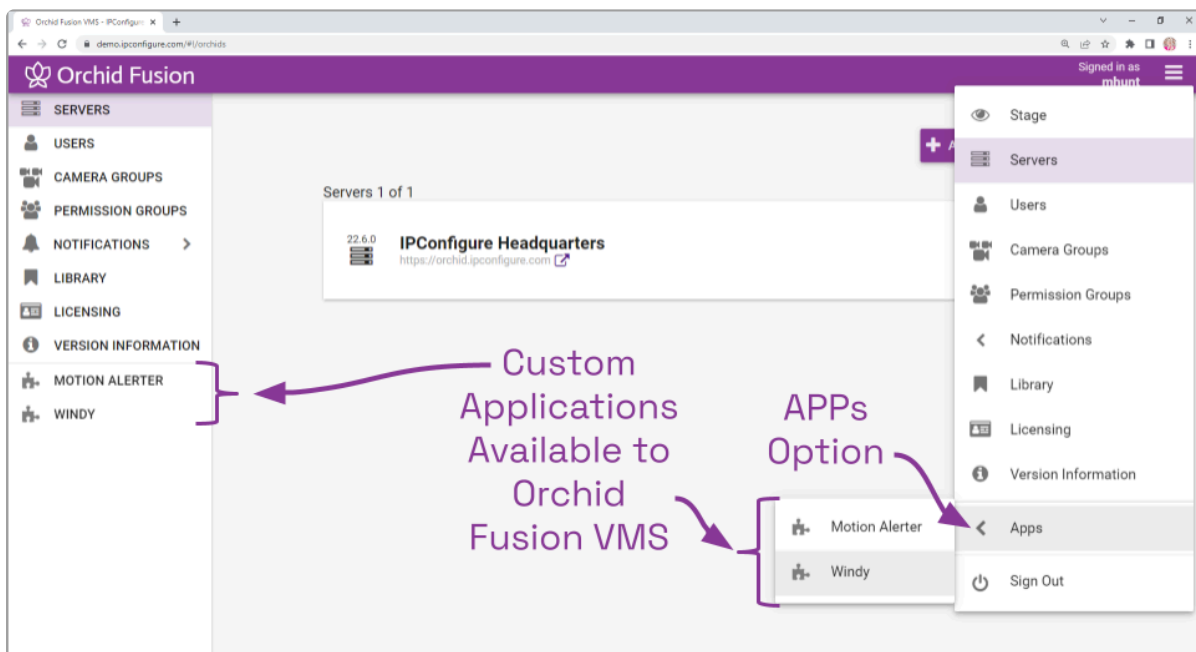 Orchid Fusion VMS - IPConfigure
demo.ipconfigure.com/#!/orchids
Orchid Fusion
Signed in as
mhunt
SERVERS
USERS
CAMERA GROUPS
PERMISSION GROUPS
NOTIFICATIONS
LIBRARY
LICENSING
VERSION INFORMATION
MOTION ALERTER
WINDY
Servers 1 of 1
22.6.0
IPConfigure Headquarters
https://orchid.ipconfigure.com
Custom
Applications
Available to
Orchid
Fusion VMS
APPs
Option
Motion Alerter
Windy
Stage
Servers
Users
Camera Groups
Permission Groups
Notifications
Library
Licensing
Version Information
Apps
Sign Out